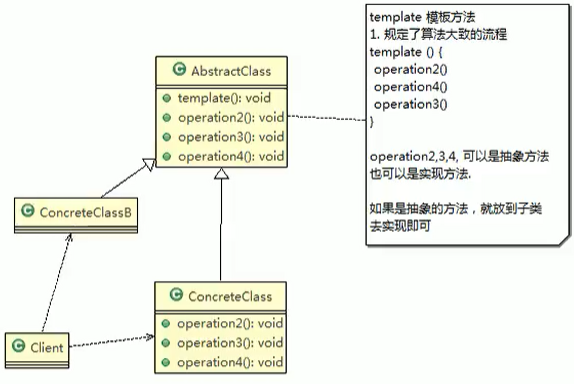 template 模板方法
1. 规定了算法大致的流程
template () {
operation2()
operation4()
operation3()
}
operation2,3,4, 可以是抽象方法
也可以是实现方法.
如果是抽象的方法，就放到子类
去实现即可
AbstractClass
template(): void
operation2(): void
operation3(): void
operation4(): void
ConcreteClassB
ConcreteClass
operation2(): void
operation3(): void
operation4(): void
Client